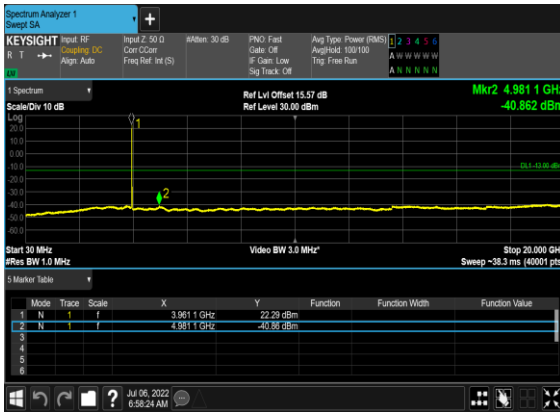 Spectrum Analyzer 1
Swept SA
KEYSIGHT Input: RF Input Z: 50 Ω #Atten: 30 dB PNO: Fast Avg Type: Power (RMS) 1 2 3 4 5 6
R T Coupling: DC Corr CCorr Gate: Off Avg|Hold: 100/100 A W W W W W
Align: Auto Freq Ref: Int (S) IF Gain: Low Trig: Free Run
LXI Sig Track: Off A N N N N N
1 Spectrum Ref Lvl Offset 15.57 dB Mkr2 4.981 1 GHz
Scale/Div 10 dB Ref Level 30.00 dBm -40.862 dBm
Log
20.0
10.0
0.00
-10.0
DL1 -13.00 dBm
-20.0
-30.0
-40.0
-50.0
-60.0
1
2
Start 30 MHz Video BW 3.0 MHz* Stop 20.000 GHz
#Res BW 1.0 MHz Sweep ~38.3 ms (40001 pts)
5 Marker Table
Mode Trace Scale X Y Function Function Width Function Value
1 N 1 f 3.961 1 GHz 22.29 dBm
2 N 1 f 4.981 1 GHz -40.86 dBm
3
4
5
6
Jul 06, 2022
6:58:24 AM